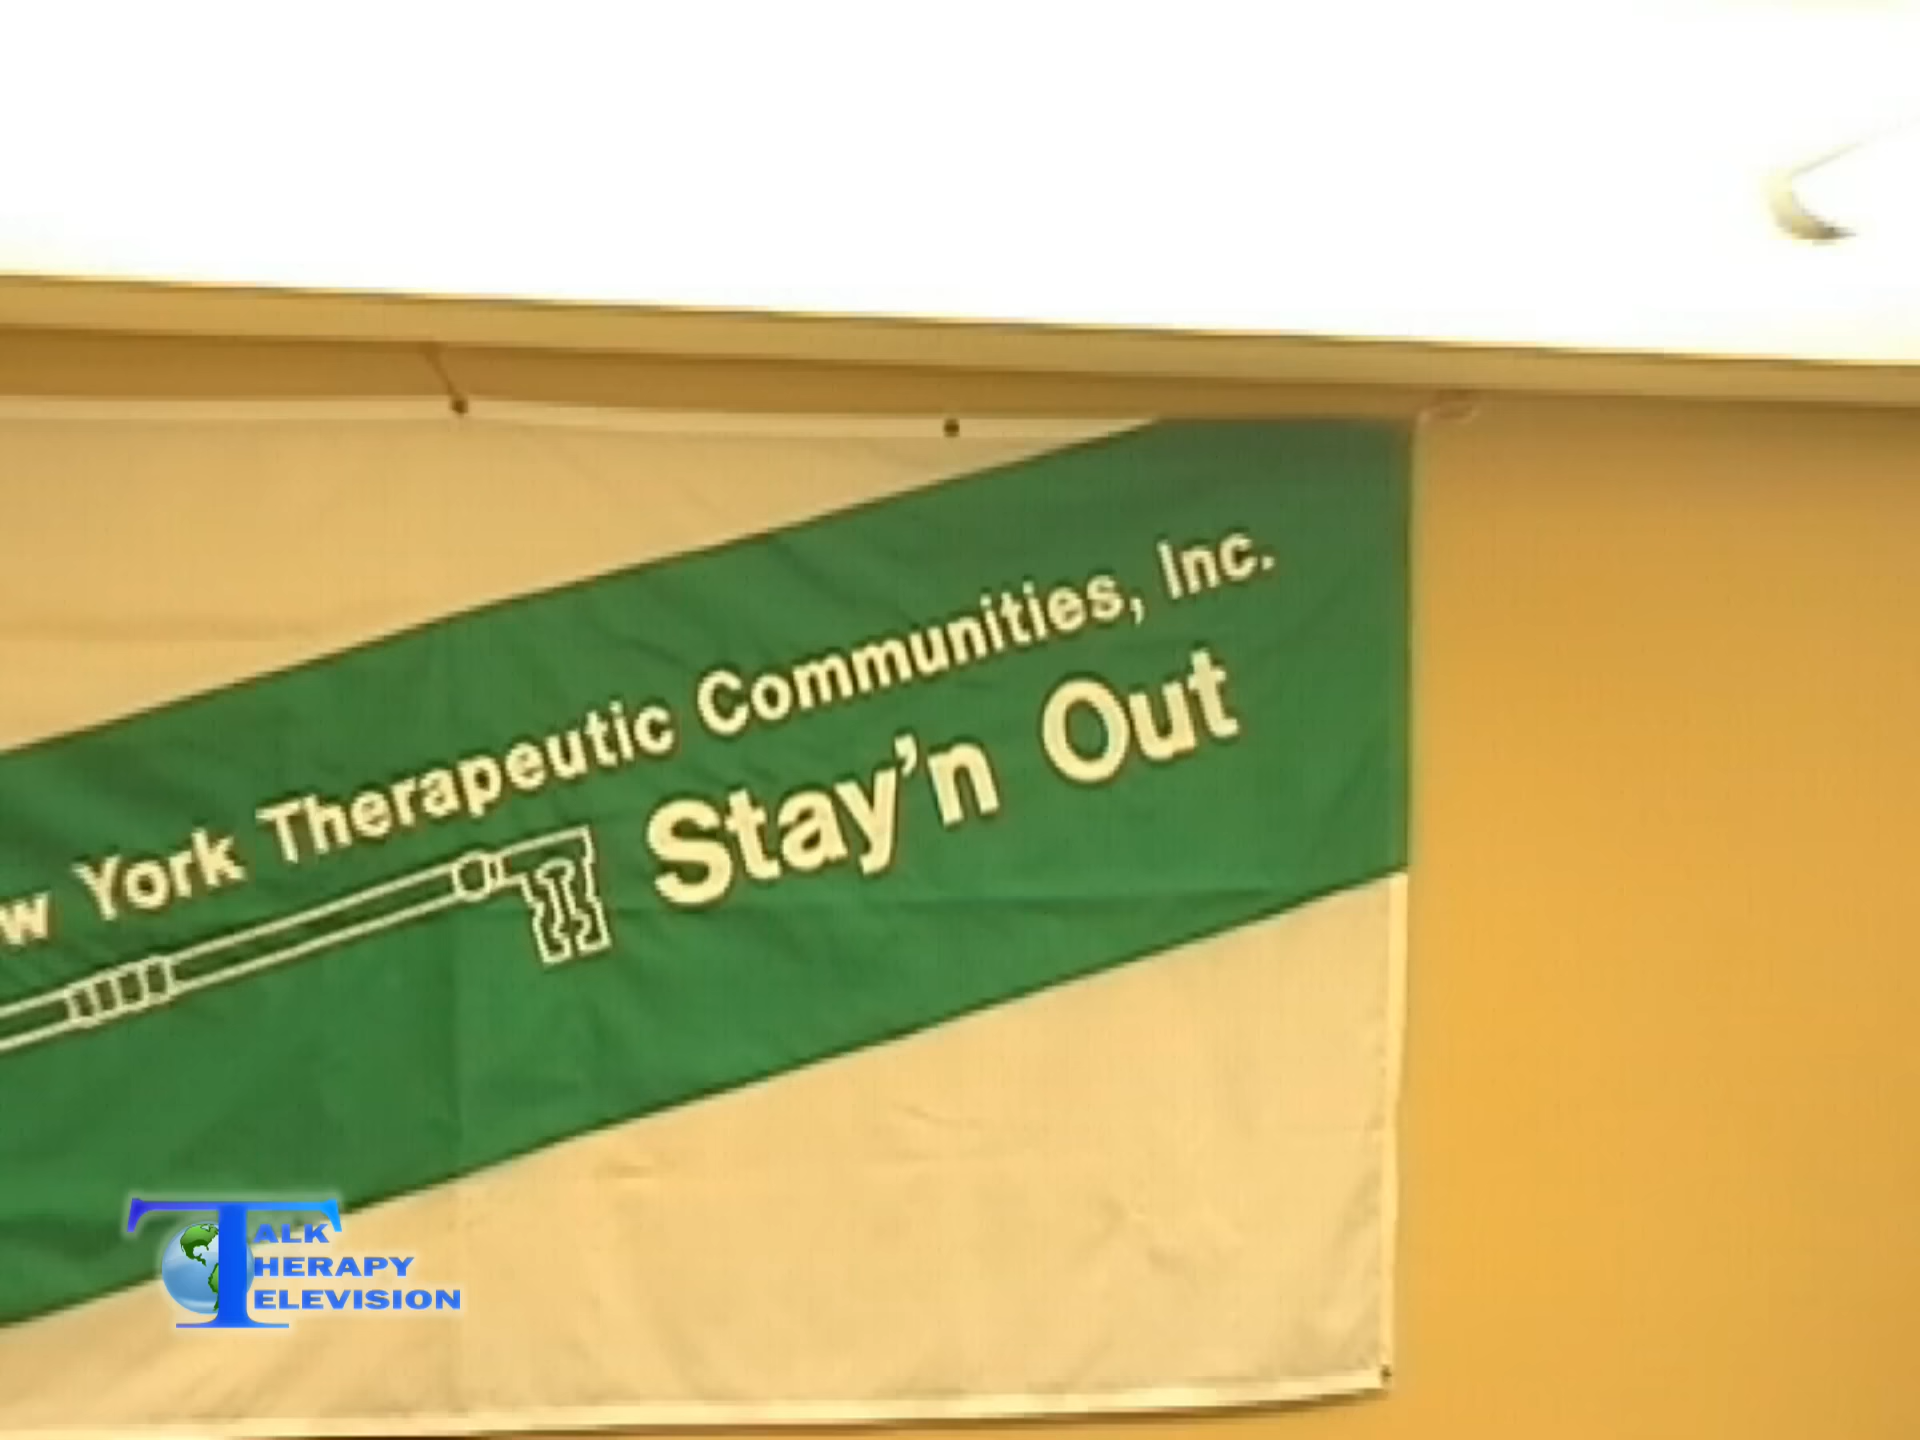 w York Therapeutic Communities, Inc.
Stay'n Out
TALK
THERAPY
TELEVISION